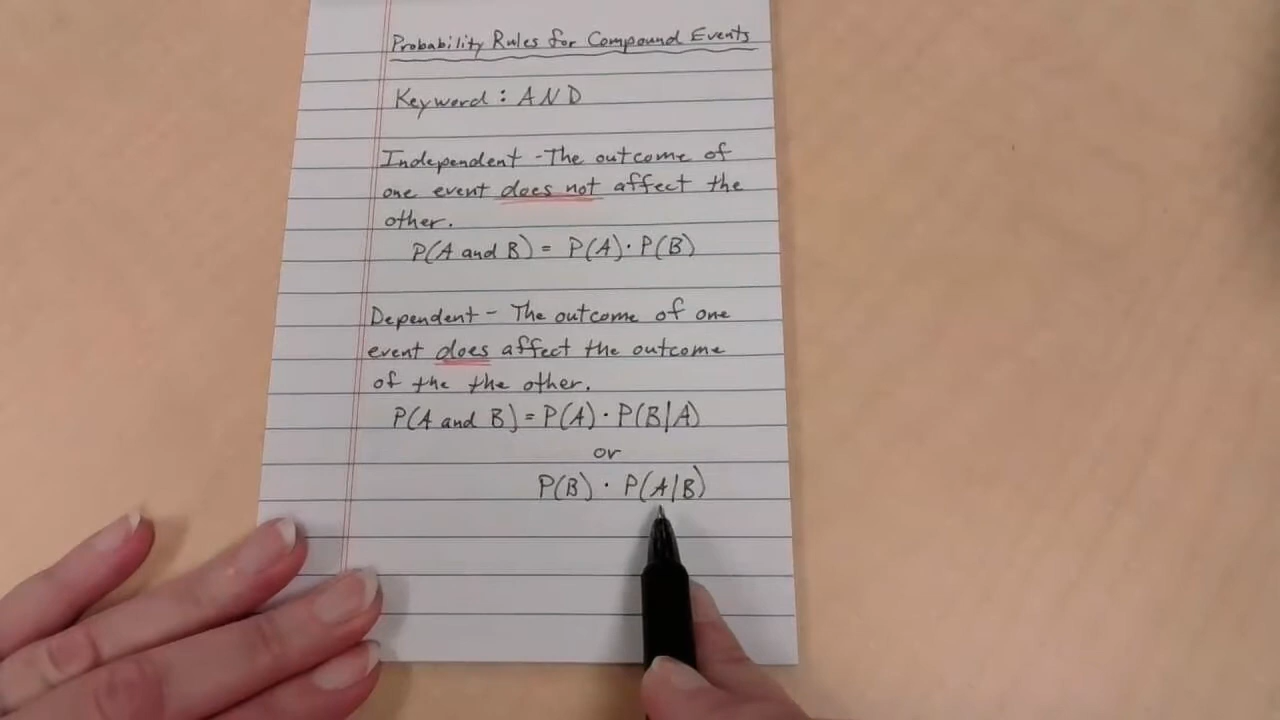 Probability Rules for Compound Events
Keyword: AND
Independent - The outcome of
one event does not affect the
other.
P(A and B) = P(A) · P(B)
Dependent - The outcome of one
event does affect the outcome
of the the other.
P(A and B) = P(A) · P(B|A)
or
P(B) · P(A|B)